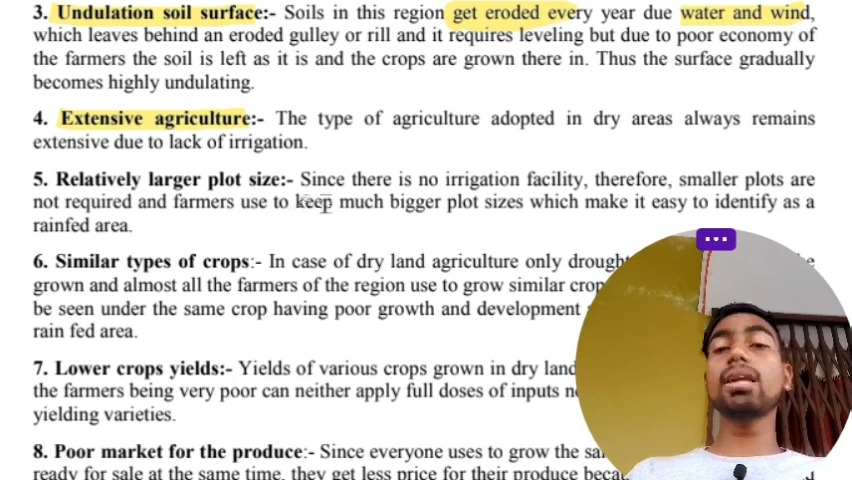 3. Undulation soil surface:- Soils in this region get eroded every year due water and wind,
which leaves behind an eroded gulley or rill and it requires leveling but due to poor economy of
the farmers the soil is left as it is and the crops are grown there in. Thus the surface gradually
becomes highly undulating.
4. Extensive agriculture:- The type of agriculture adopted in dry areas always remains
extensive due to lack of irrigation.
5. Relatively larger plot size:- Since there is no irrigation facility, therefore, smaller plots are
not required and farmers use to keep much bigger plot sizes which make it easy to identify as a
rainfed area.
6. Similar types of crops:- In case of dry land agriculture only
grown and almost all the farmers of the region use to grow similar
be seen under the same crop having poor growth and development
rain fed area.
7. Lower crops yields:- Yields of various crops grown in dry land
the farmers being very poor can neither apply full doses of inputs
yielding varieties.
8. Poor market for the produce:- Since everyone uses to grow the
ready for sale at the same time, they get less price for their produce